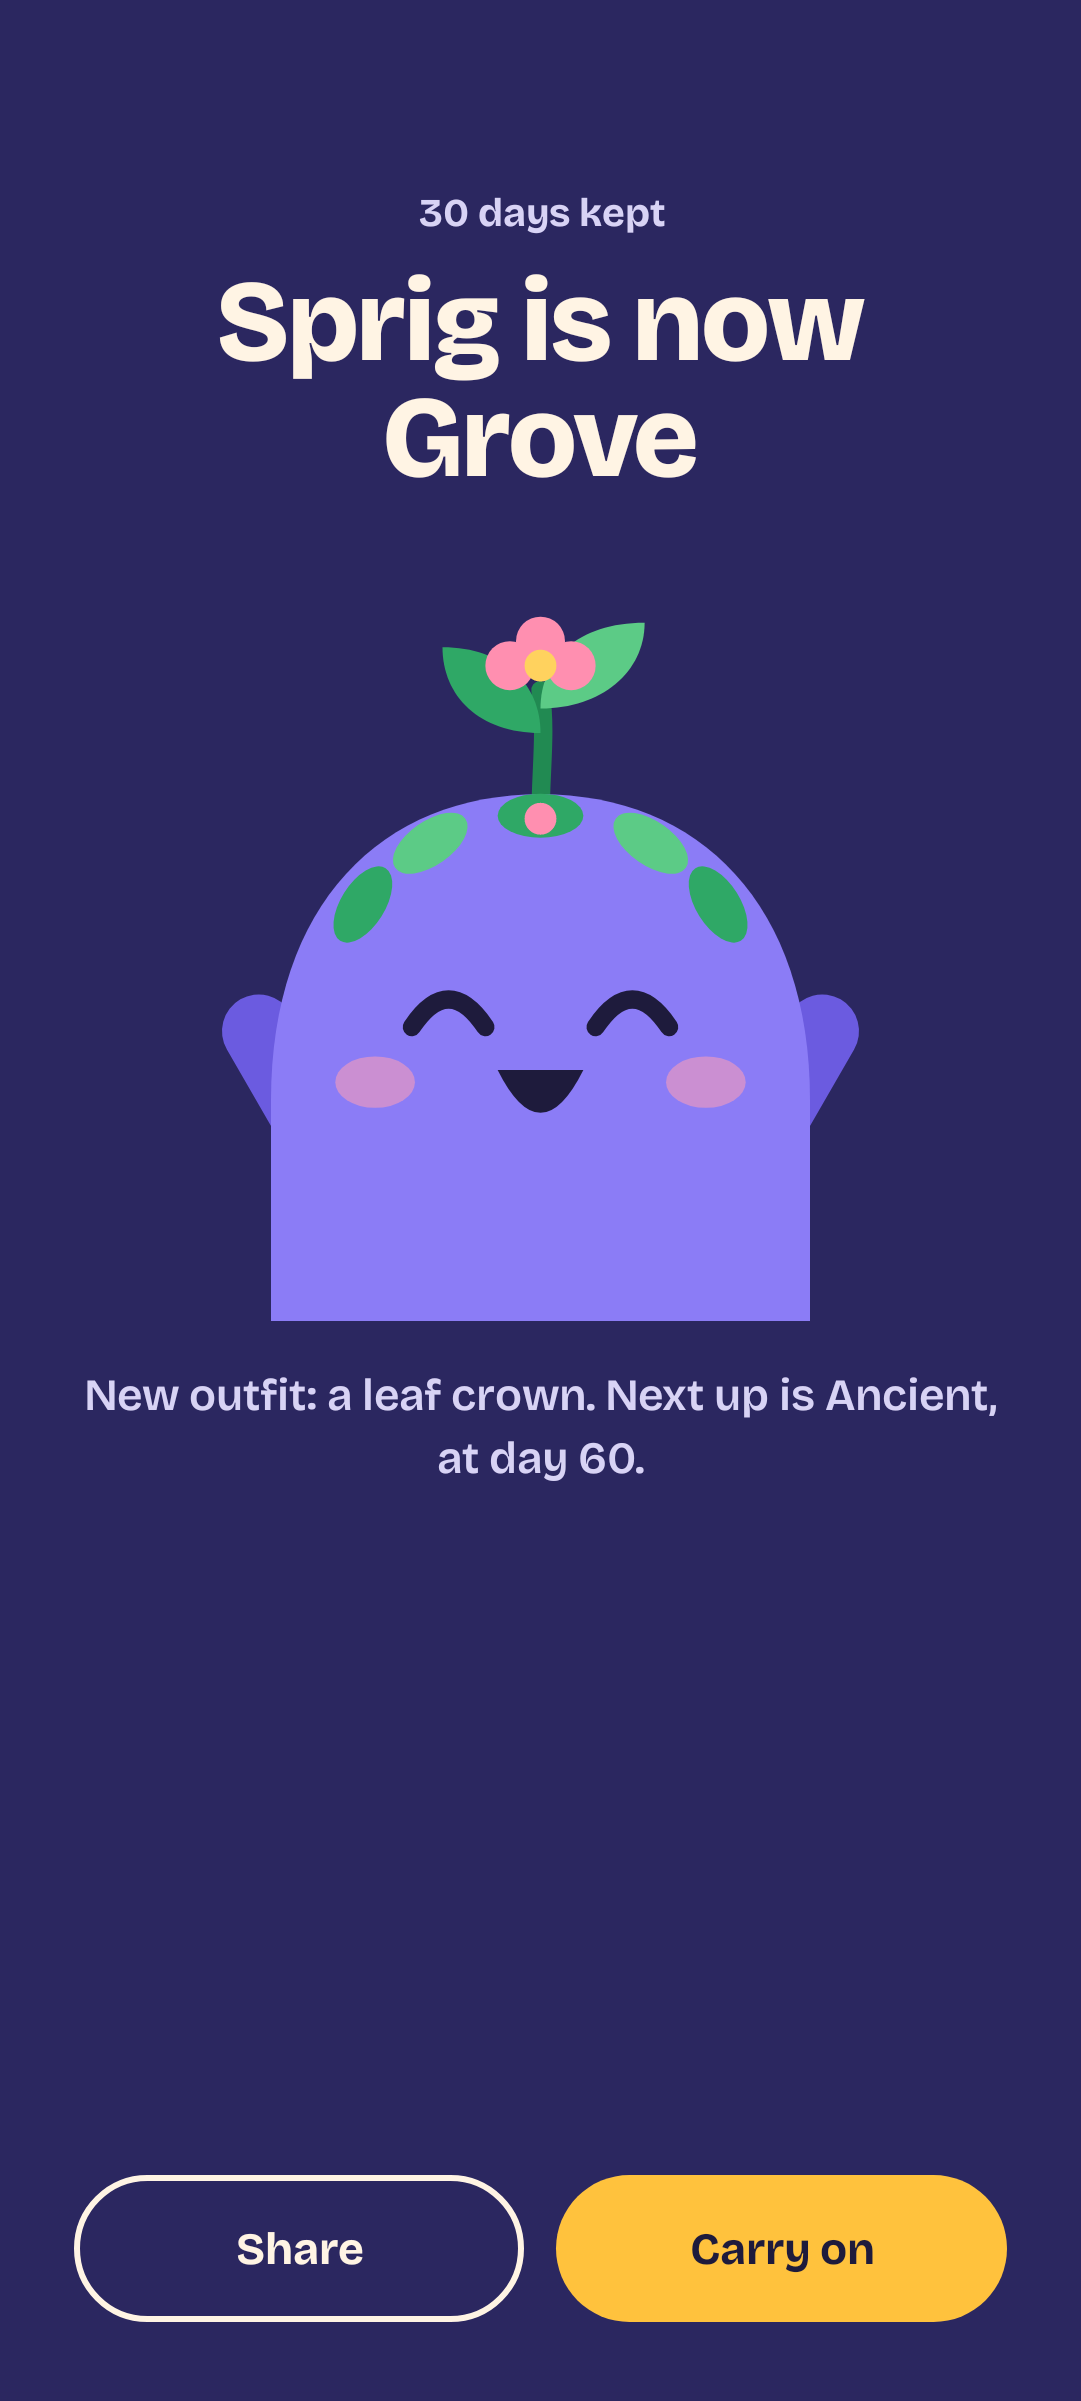 30 days kept
Sprig is now
Grove
New outfit: a leaf crown. Next up is Ancient,
at day 60.
Share
Carry on